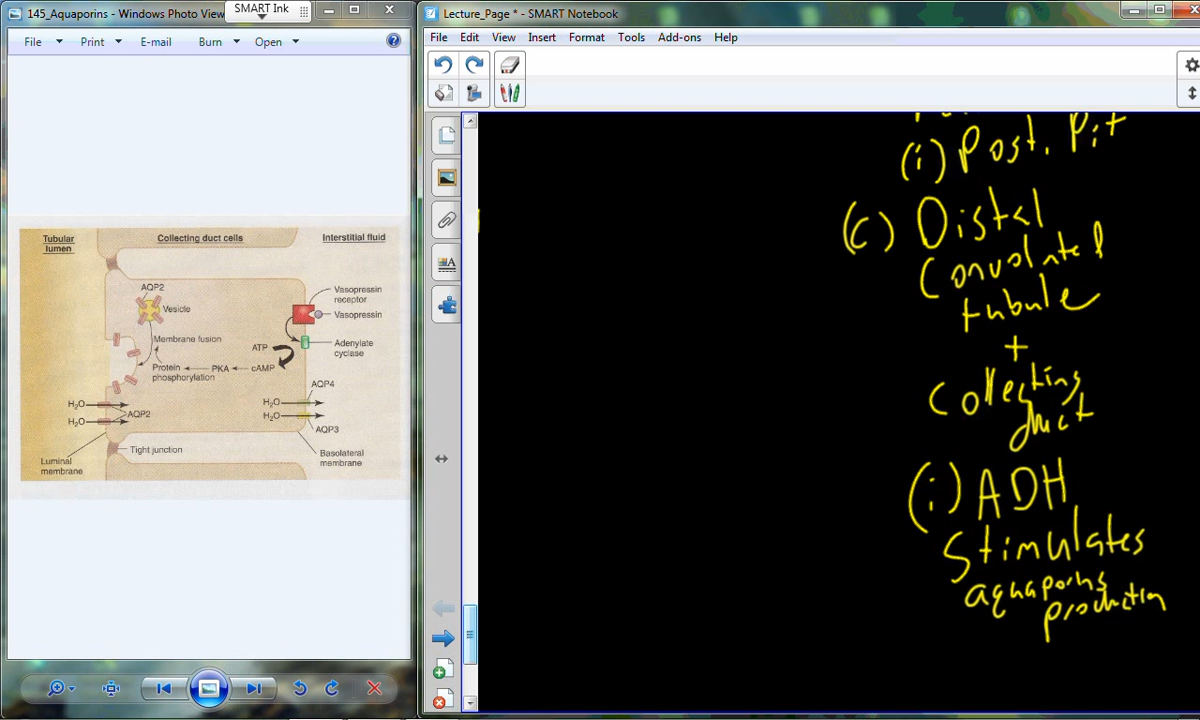 145_Aquaporins - Windows Photo View
SMART Ink
File Print E-mail Burn Open
Tubular
lumen
Collecting duct cells
Interstitial fluid
AQP2
Vesicle
Membrane fusion
Protein
phosphorylation
PKA
cAMP
ATP
Vasopressin
receptor
Vasopressin
Adenylate
cyclase
AQP4
H₂O
H₂O
AQP3
H₂O
H₂O
AQP2
Tight junction
Luminal
membrane
Basolateral
membrane
Lecture_Page * - SMART Notebook
File Edit View Insert Format Tools Add-ons Help
(i) Post. Pit
(c) Distal
Convoluted
tubule
+
Collecting
duct
(i) ADH
Stimulates
aquaporins
production